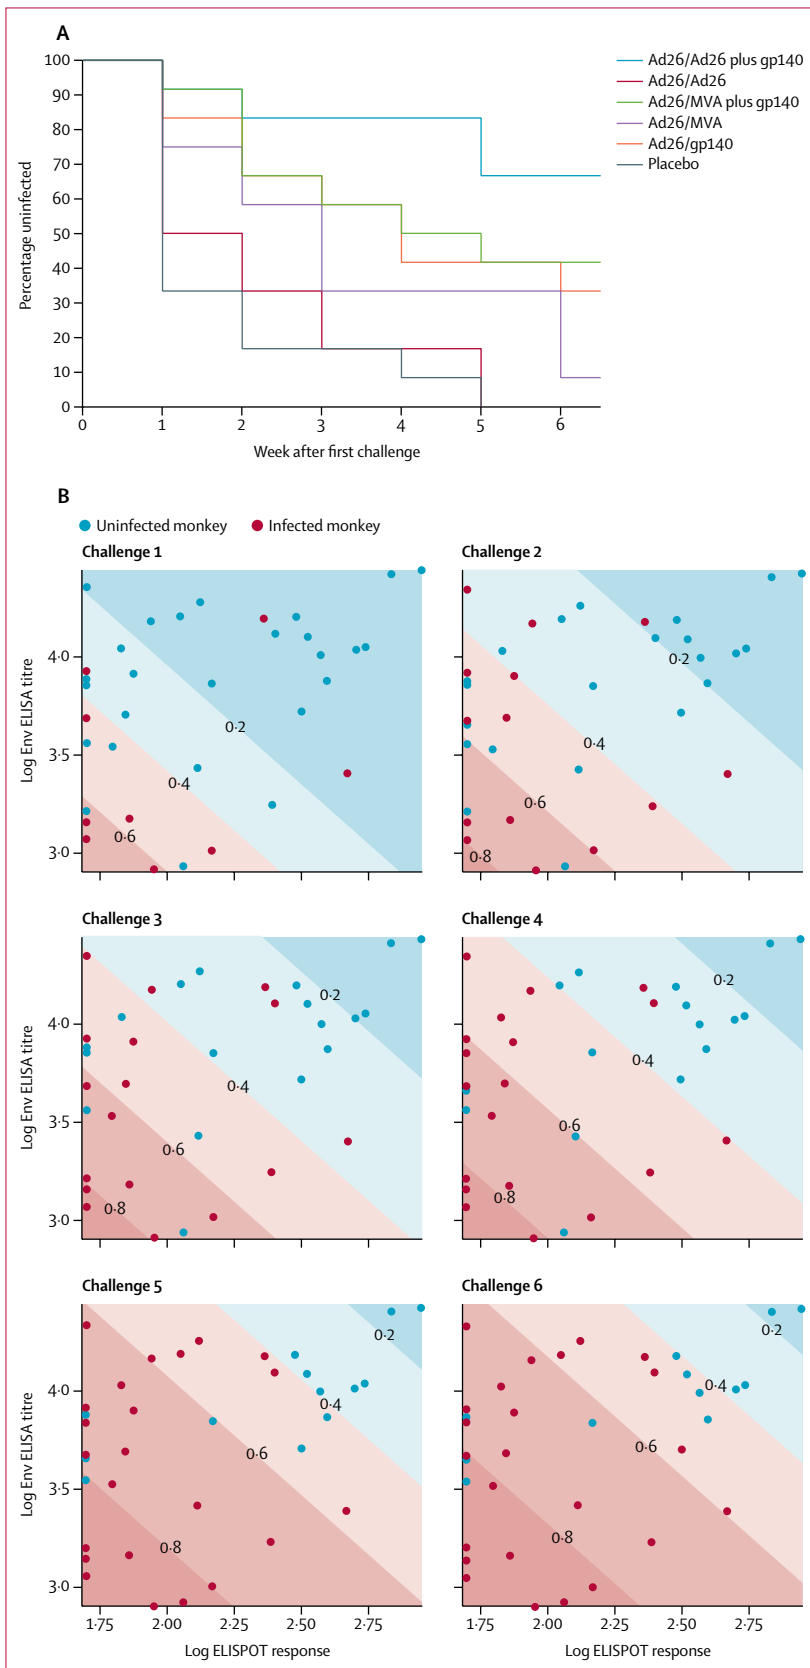 A
100
90
80
70
60
50
40
30
20
10
0
Percentage uninfected
0 1 2 3 4 5 6
Week after first challenge
Ad26/Ad26 plus gp140
Ad26/Ad26
Ad26/MVA plus gp140
Ad26/MVA
Ad26/gp140
Placebo
B
Uninfected monkey Infected monkey
Challenge 1
Log Env ELISA titre
4·0
3·5
3·0
0·2
0·4
0·6
Challenge 2
0·2
0·4
0·6
0·8
Challenge 3
Log Env ELISA titre
4·0
3·5
3·0
0·2
0·4
0·6
0·8
Challenge 4
0·2
0·4
0·6
0·8
Challenge 5
Log Env ELISA titre
4·0
3·5
3·0
0·2
0·4
0·6
0·8
1·75 2·00 2·25 2·50 2·75
Log ELISPOT response
Challenge 6
0·2
0·4
0·6
0·8
1·75 2·00 2·25 2·50 2·75
Log ELISPOT response